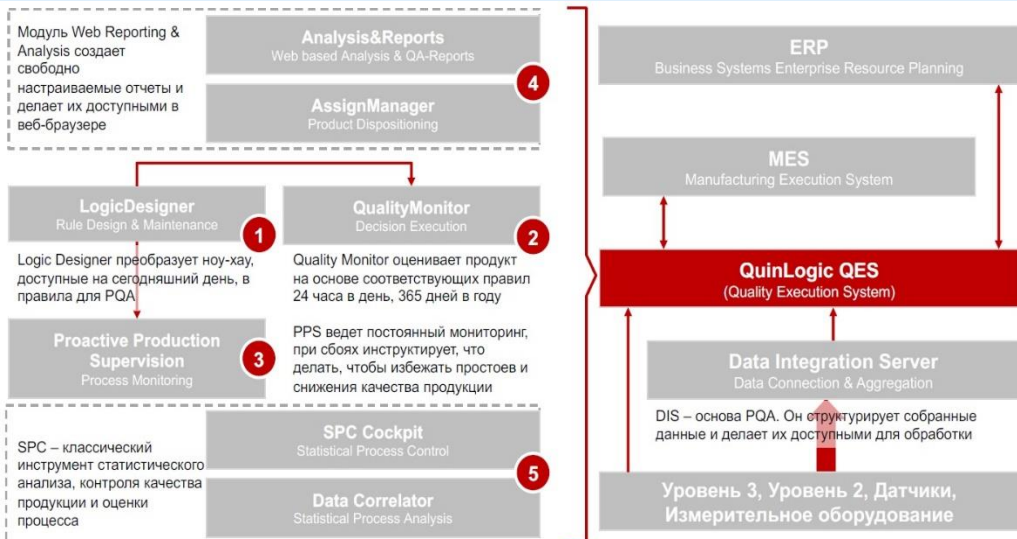 Модуль Web Reporting &
Analysis создает
свободно
настраиваемые отчеты и
делает их доступными в
веб-браузере
Analysis&Reports
Web based Analysis & QA-Reports
AssignManager
Product Dispositioning
4
LogicDesigner
Rule Design & Maintenance
1
QualityMonitor
Decision Execution
2
Logic Designer преобразует ноу-хау,
доступные на сегодняшний день, в
правила для PQA
Quality Monitor оценивает продукт
на основе соответствующих правил
24 часа в день, 365 дней в году
Proactive Production
Supervision
Process Monitoring
3
PPS ведет постоянный мониторинг,
при сбоях инструктирует, что
делать, чтобы избежать простоев и
снижения качества продукции
SPC – классический
инструмент статистического
анализа, контроля качества
продукции и оценки
процесса
SPC Cockpit
Statistical Process Control
Data Correlator
Statistical Process Analysis
5
ERP
Business Systems Enterprise Resource Planning
MES
Manufacturing Execution System
QuinLogic QES
(Quality Execution System)
Data Integration Server
Data Connection & Aggregation
DIS – основа PQA. Он структурирует собранные
данные и делает их доступными для обработки
Уровень 3, Уровень 2, Датчики,
Измерительное оборудование